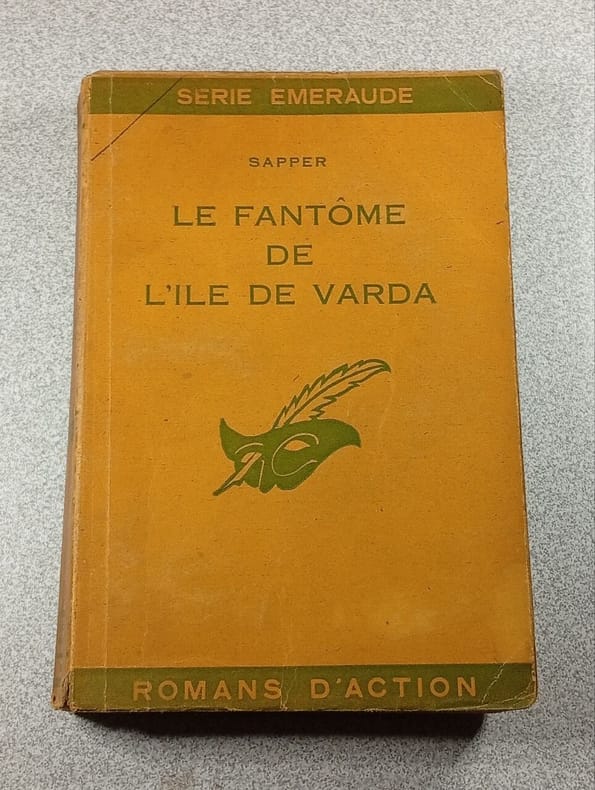 SERIE EMERAUDE
SAPPER
LE FANTÔME
DE
L'ILE DE VARDA
ROMANS D'ACTION